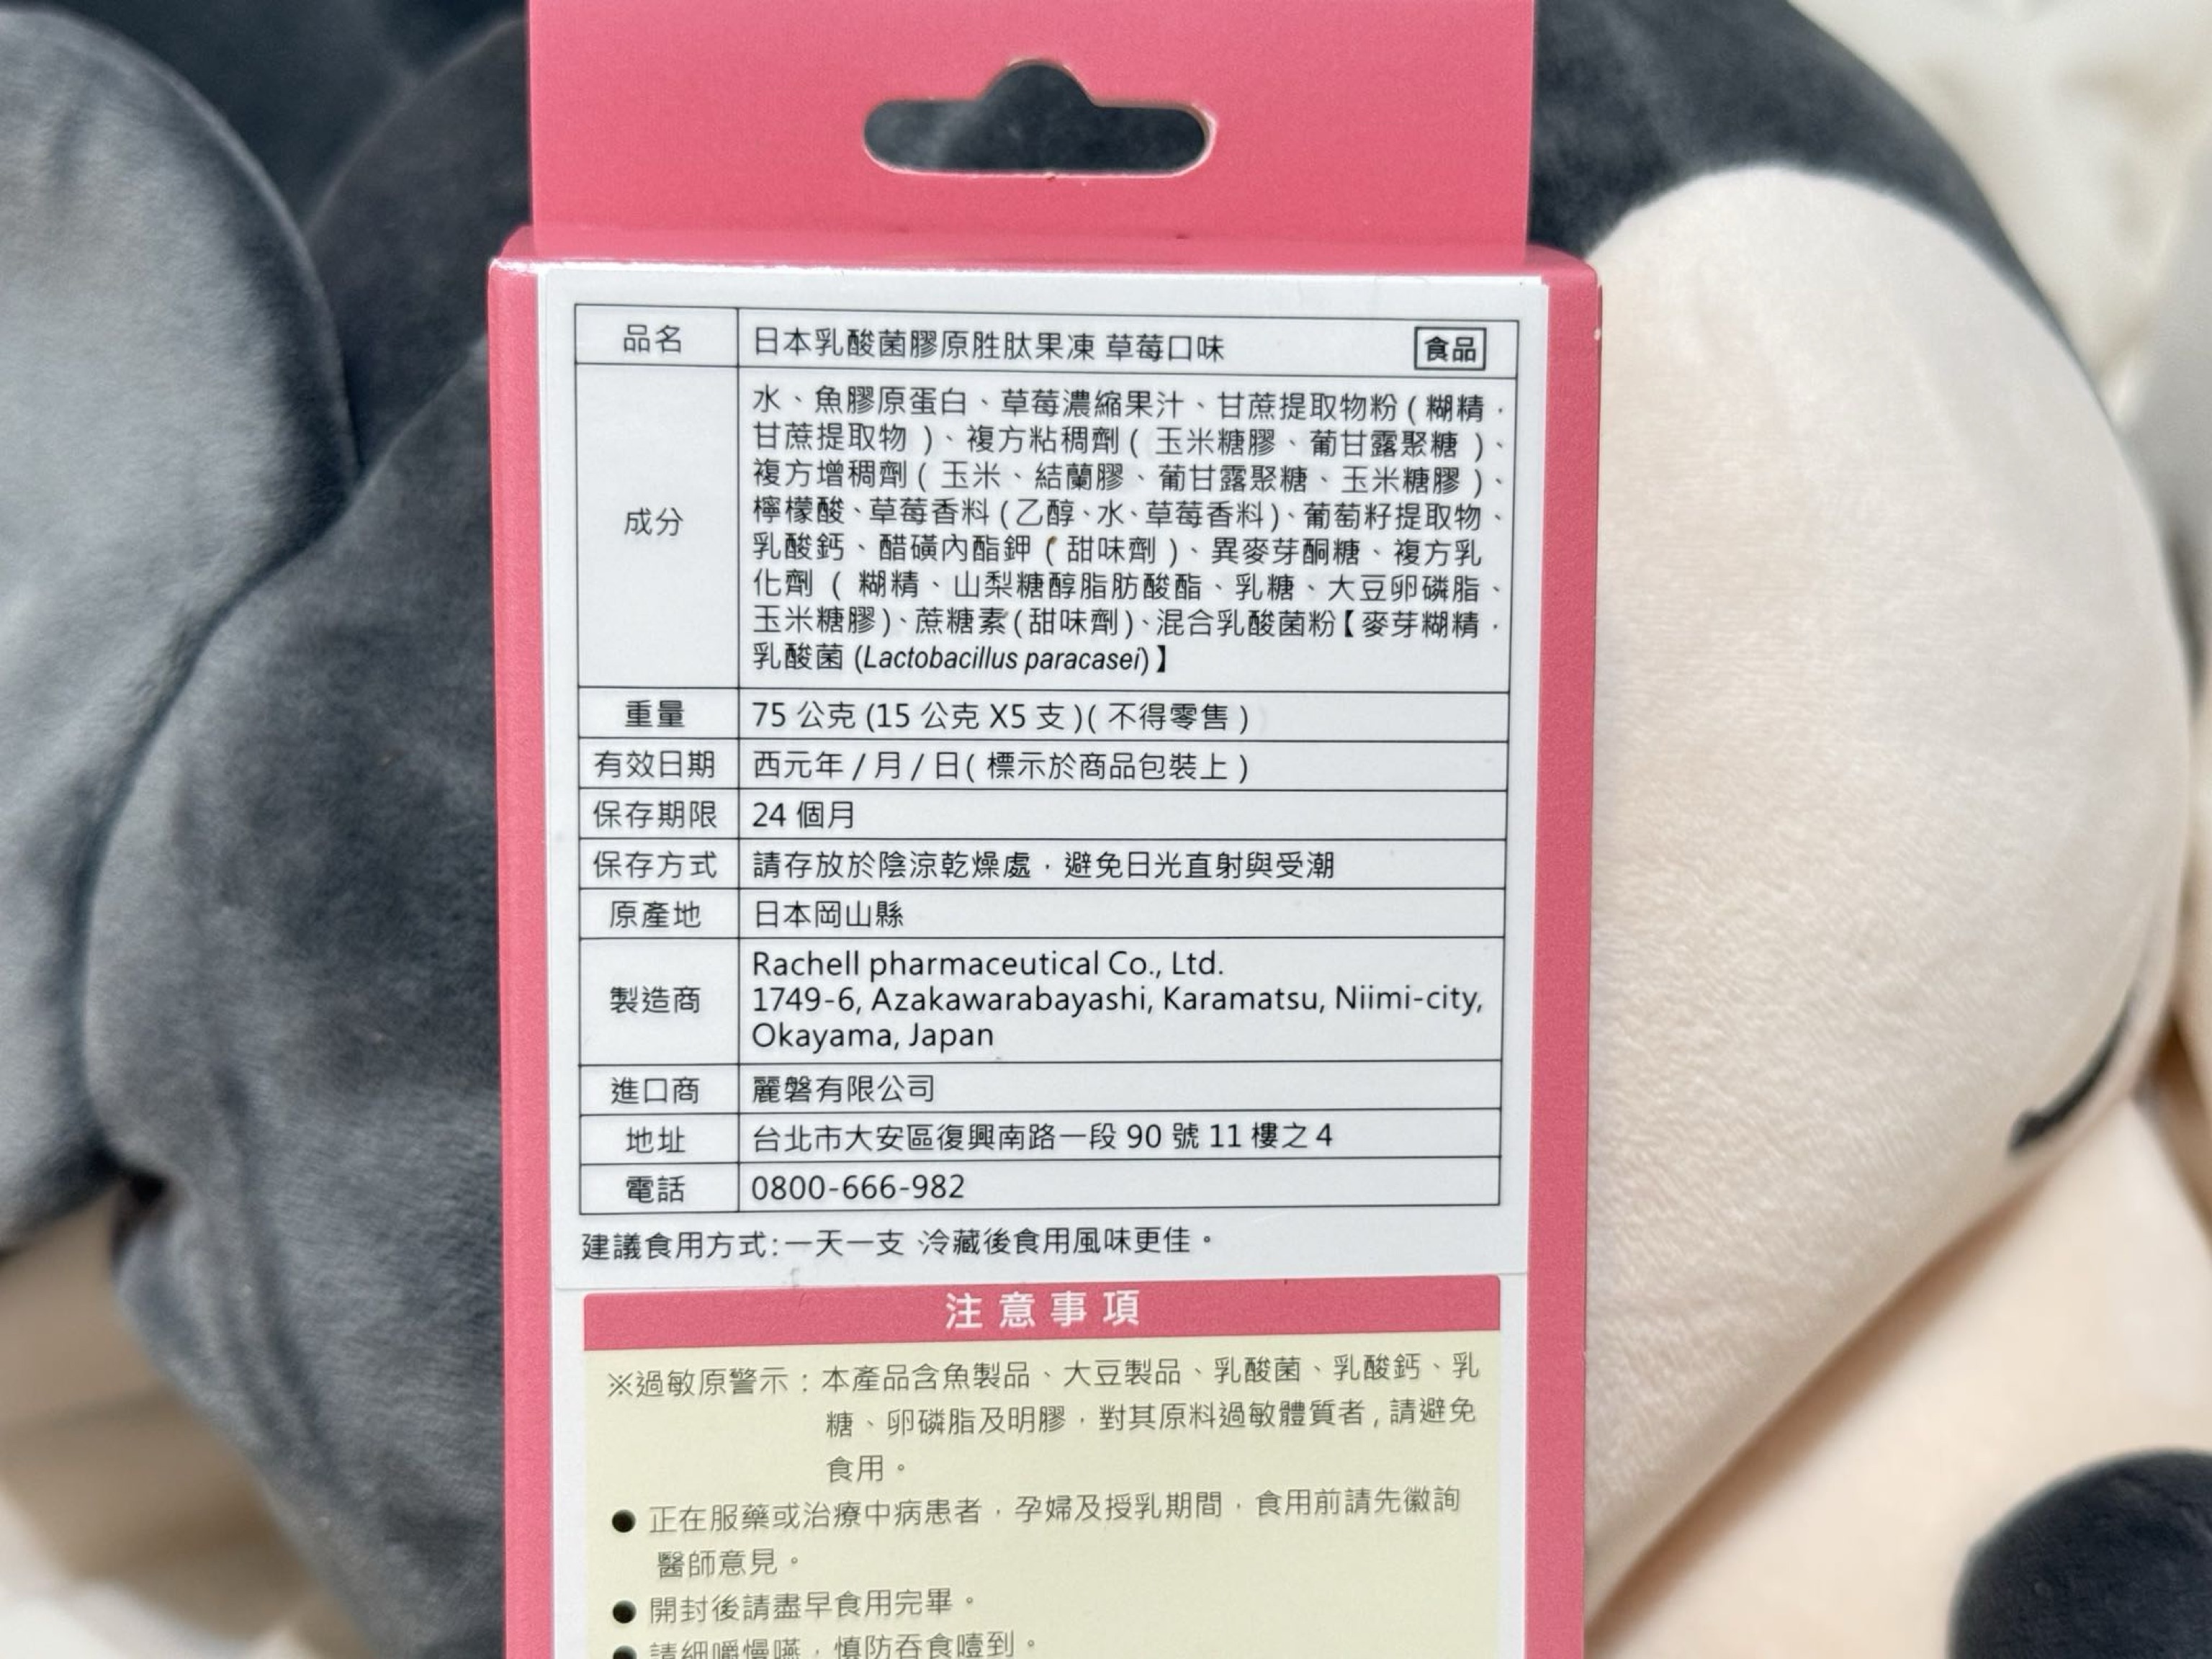 品名 日本乳酸菌膠原胜肽果凍 草莓口味 食品
成分 水、魚膠原蛋白、草莓濃縮果汁、甘蔗提取物粉(糊精，
甘蔗提取物)、複方粘稠劑(玉米糖膠、葡甘露聚糖)、
複方增稠劑(玉米、結蘭膠、葡甘露聚糖、玉米糖膠)、
檸檬酸、草莓香料(乙醇、水、草莓香料)、葡萄籽提取物、
乳酸鈣、醋磺內酯鉀(甜味劑)、異麥芽酮糖、複方乳
化劑(糊精、山梨糖醇脂肪酸酯、乳糖、大豆卵磷脂、
玉米糖膠)、蔗糖素(甜味劑)、混合乳酸菌粉【麥芽糊精，
乳酸菌(Lactobacillus paracasei)】
重量 75 公克 (15 公克 X5 支)(不得零售)
有效日期 西元年/月/日(標示於商品包裝上)
保存期限 24 個月
保存方式 請存放於陰涼乾燥處，避免日光直射與受潮
原產地 日本岡山縣
製造商 Rachell pharmaceutical Co., Ltd.
1749-6, Azakawarabayashi, Karamatsu, Niimi-city,
Okayama, Japan
進口商 麗磐有限公司
地址 台北市大安區復興南路一段 90 號 11 樓之 4
電話 0800-666-982
建議食用方式:一天一支 冷藏後食用風味更佳。
注意事項
※過敏原警示：本產品含魚製品、大豆製品、乳酸菌、乳酸鈣、乳
糖、卵磷脂及明膠，對其原料過敏體質者,請避免
食用。
● 正在服藥或治療中病患者，孕婦及授乳期間，食用前請先徵詢
醫師意見。
● 開封後請盡早食用完畢。
● 請細嚼慢嚥，慎防吞食噎到。